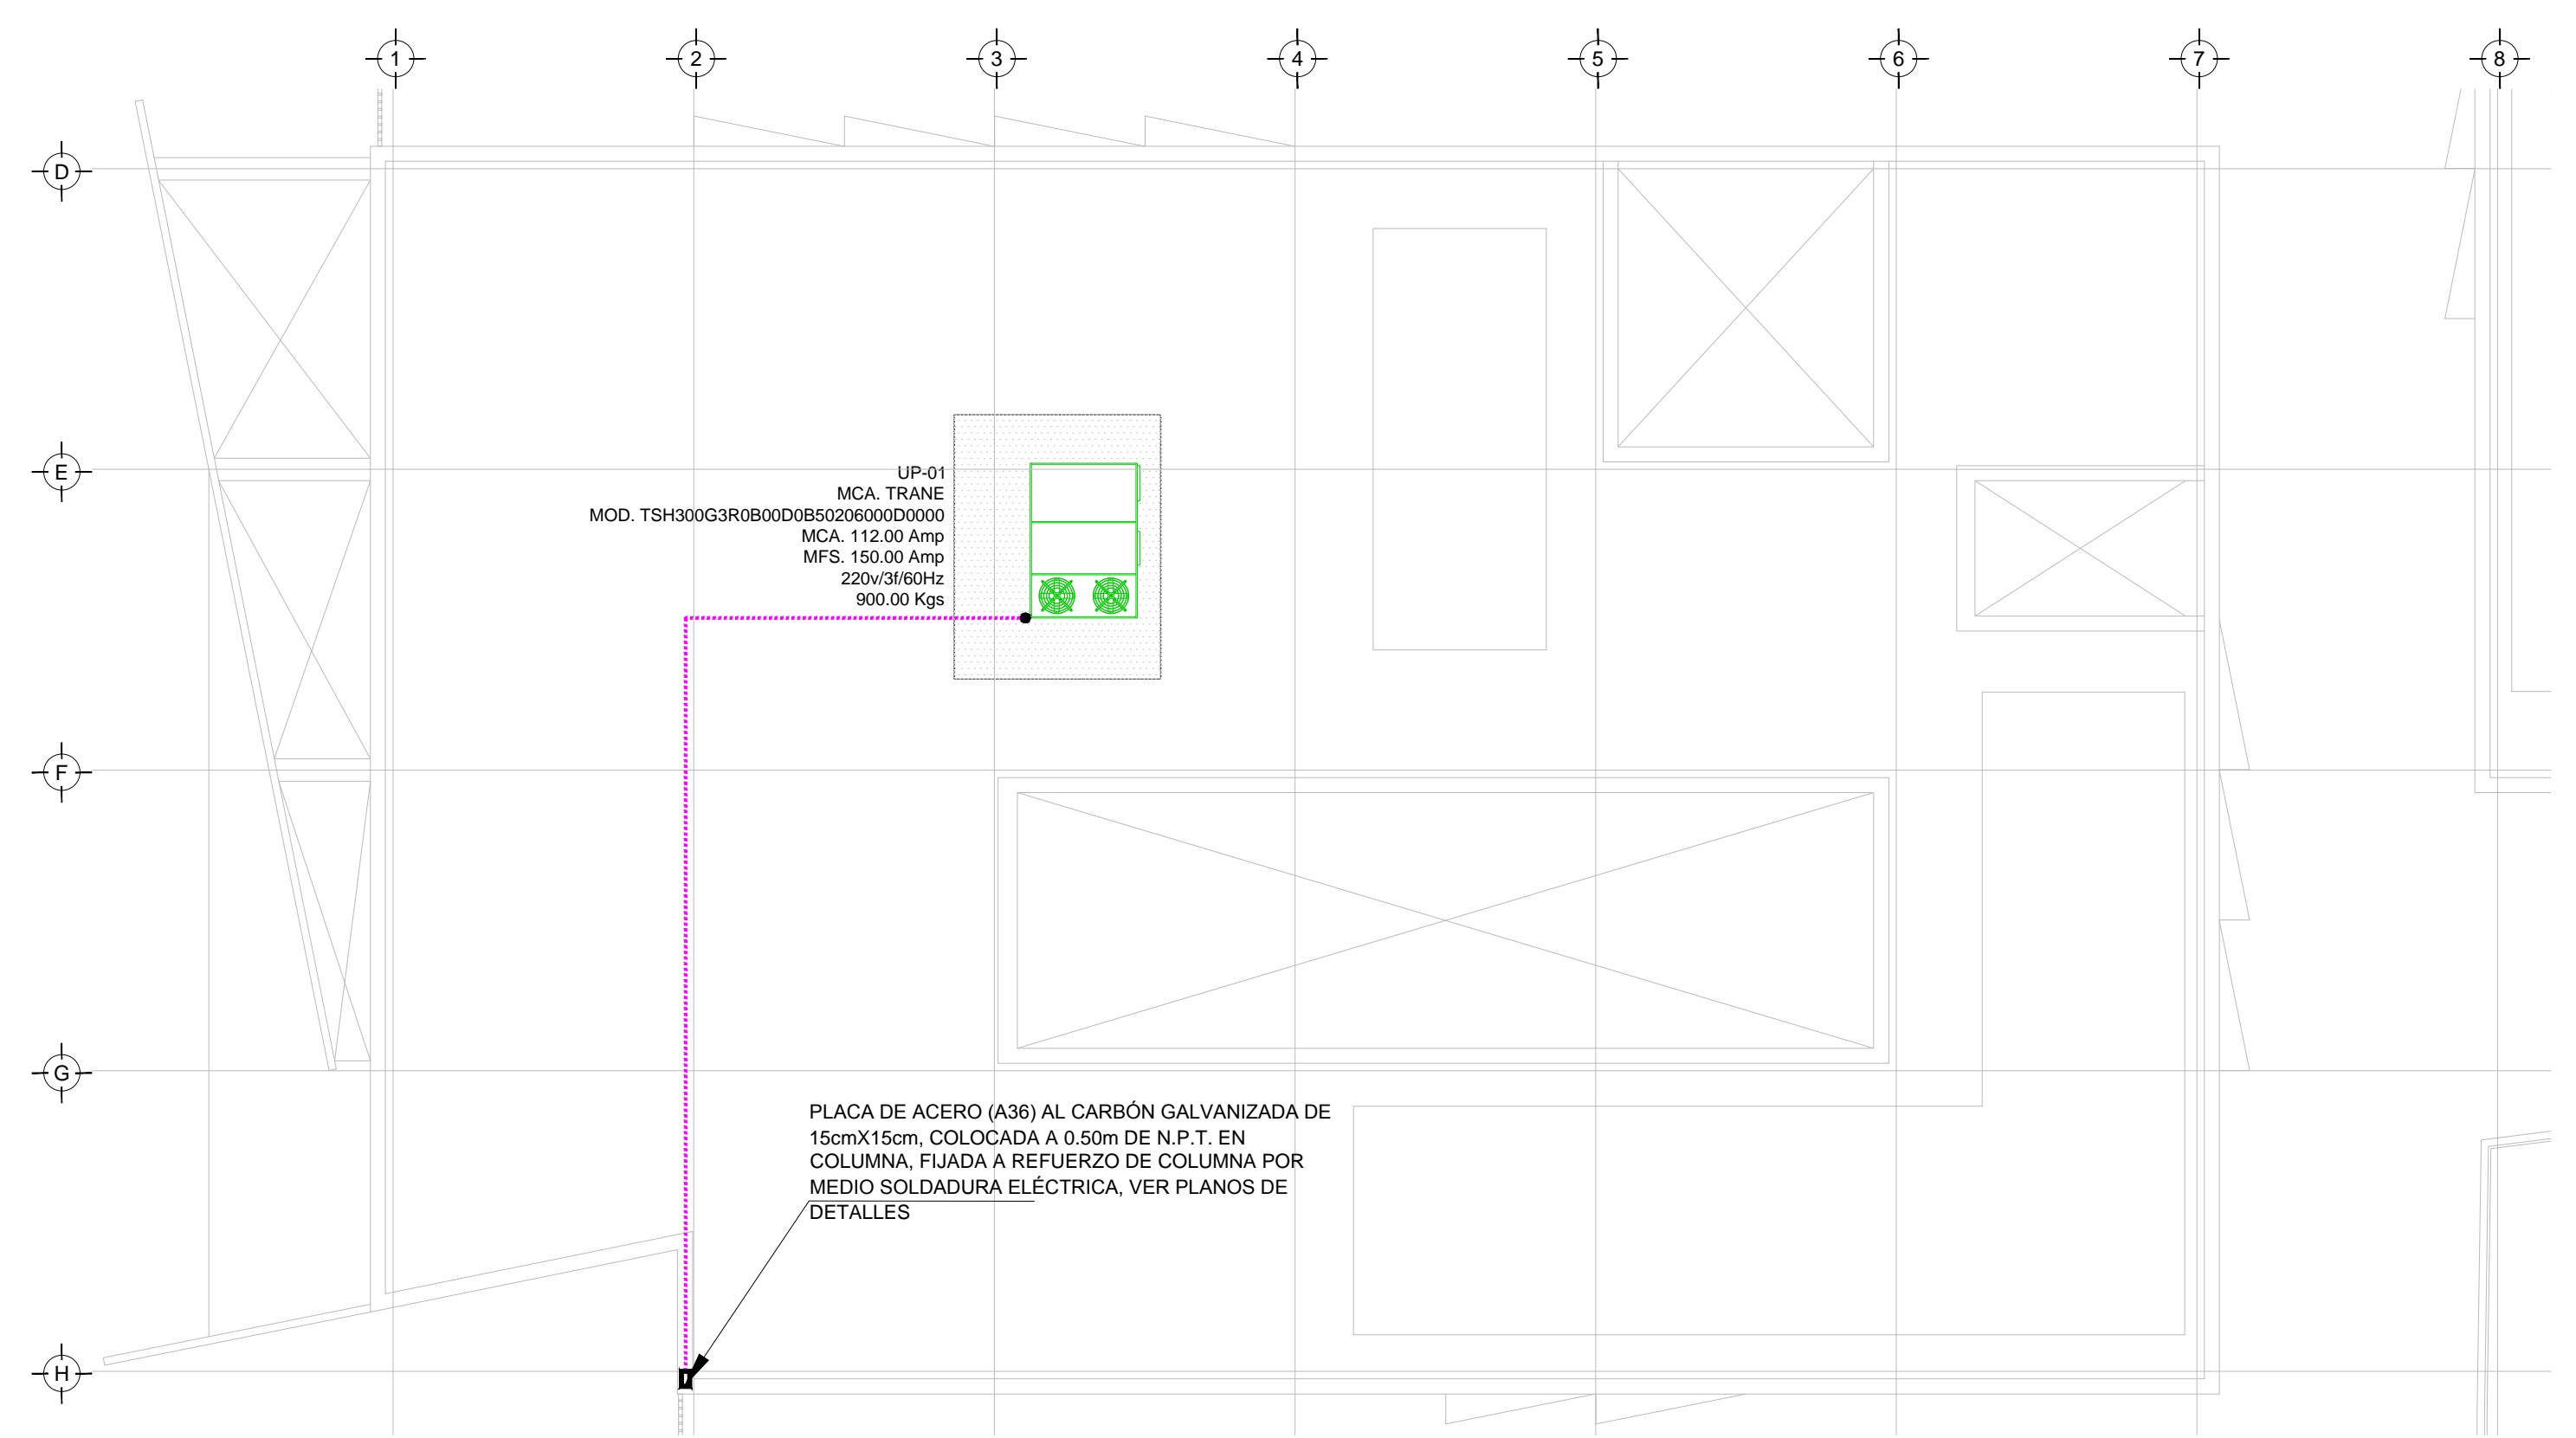 1 2 3 4 5 6 7 8
D
E
UP-01
MCA. TRANE
MOD. TSH300G3R0B00D0B50206000D0000
MCA. 112.00 Amp
MFS. 150.00 Amp
220v/3f/60Hz
900.00 Kgs
F
G
PLACA DE ACERO (A36) AL CARBÓN GALVANIZADA DE
15cmX15cm, COLOCADA A 0.50m DE N.P.T. EN
COLUMNA, FIJADA A REFUERZO DE COLUMNA POR
MEDIO SOLDADURA ELÉCTRICA, VER PLANOS DE
DETALLES
H